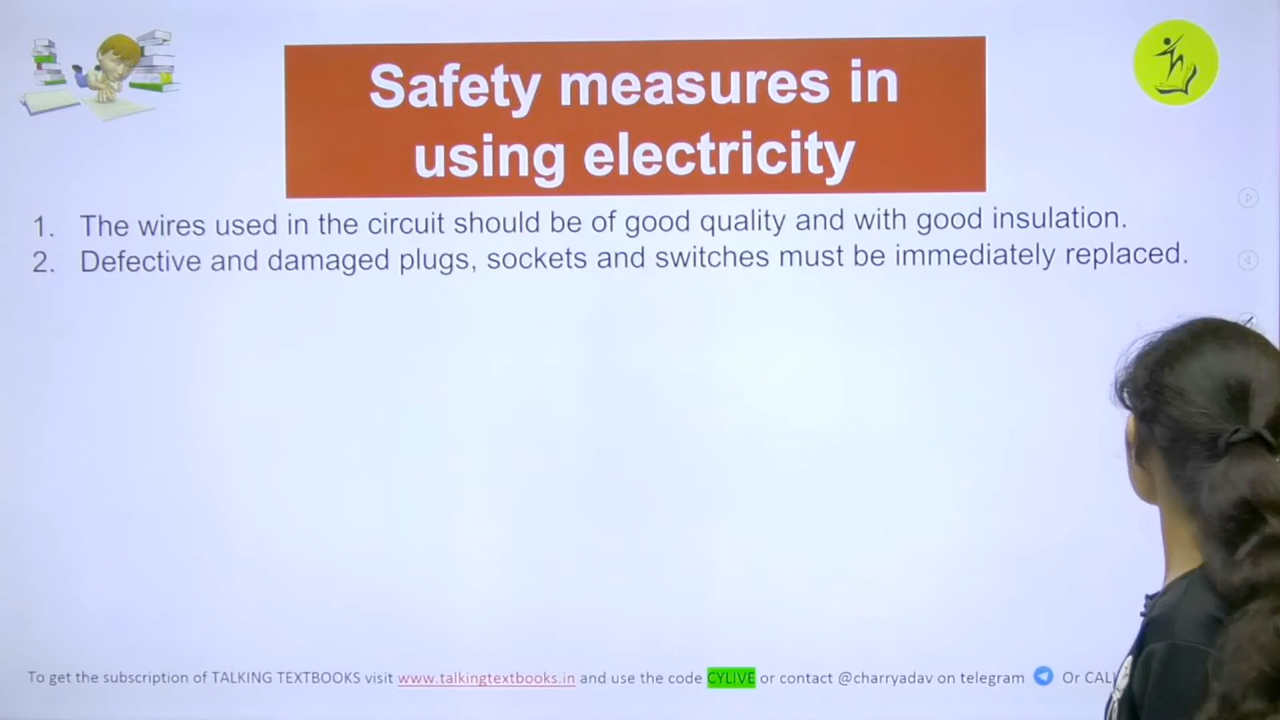 Safety measures in
using electricity
1. The wires used in the circuit should be of good quality and with good insulation.
2. Defective and damaged plugs, sockets and switches must be immediately replaced.
To get the subscription of TALKING TEXTBOOKS visit www.talkingtextbooks.in and use the code CYLIVE or contact @charryadav on telegram Or CAL